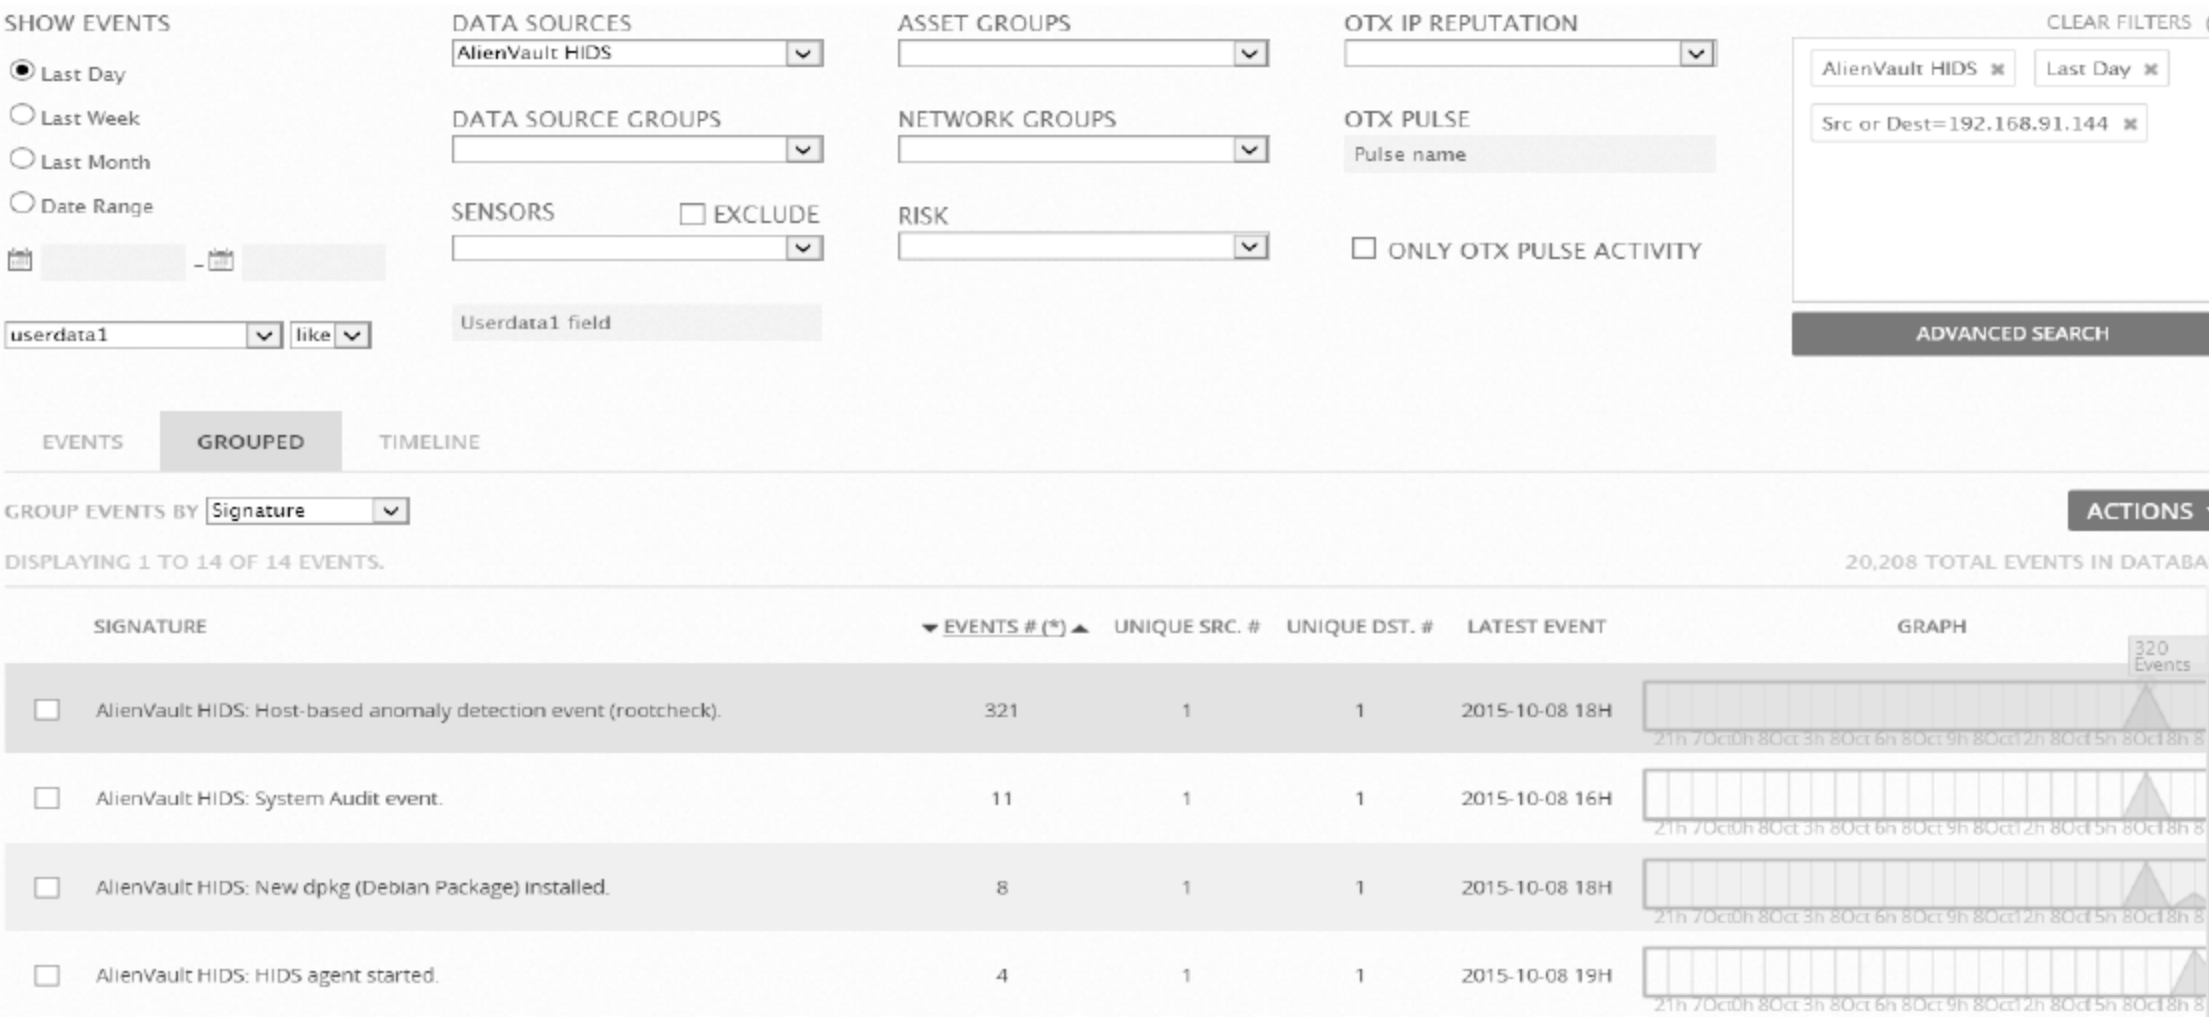 SHOW EVENTS
Last Day
Last Week
Last Month
Date Range
–
userdata1 like
DATA SOURCES
AlienVault HIDS
DATA SOURCE GROUPS
SENSORS EXCLUDE
Userdata1 field
ASSET GROUPS
NETWORK GROUPS
RISK
OTX IP REPUTATION
OTX PULSE
Pulse name
ONLY OTX PULSE ACTIVITY
CLEAR FILTERS
AlienVault HIDS ✖ Last Day ✖
Src or Dest=192.168.91.144 ✖
ADVANCED SEARCH
EVENTS GROUPED TIMELINE
GROUP EVENTS BY Signature
ACTIONS
DISPLAYING 1 TO 14 OF 14 EVENTS.
20,208 TOTAL EVENTS IN DATABA
SIGNATURE EVENTS # (*) UNIQUE SRC. # UNIQUE DST. # LATEST EVENT GRAPH
320
Events
AlienVault HIDS: Host-based anomaly detection event (rootcheck). 321 1 1 2015-10-08 18H
AlienVault HIDS: System Audit event. 11 1 1 2015-10-08 16H
AlienVault HIDS: New dpkg (Debian Package) installed. 8 1 1 2015-10-08 18H
AlienVault HIDS: HIDS agent started. 4 1 1 2015-10-08 19H